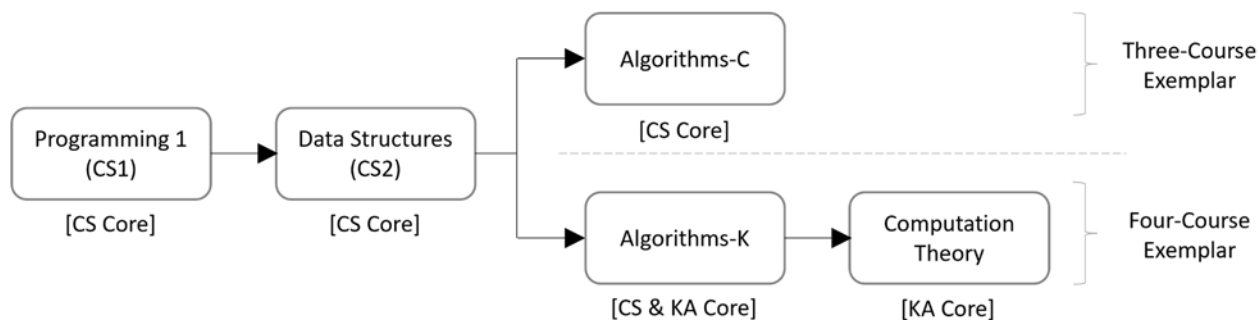 Algorithms-C
[CS Core]
Three-Course
Exemplar
Programming 1
(CS1)
[CS Core]
Data Structures
(CS2)
[CS Core]
Algorithms-K
[CS & KA Core]
Computation
Theory
[KA Core]
Four-Course
Exemplar